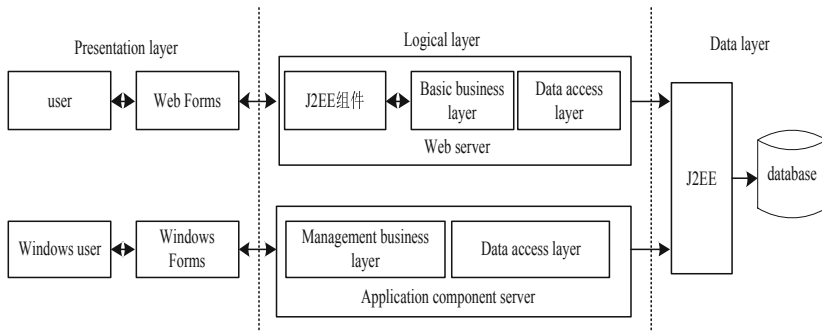 Presentation layer
Logical layer
Data layer
user
Web Forms
J2EE组件
Basic business
layer
Data access
layer
Web server
J2EE
database
Windows user
Windows
Forms
Management business
layer
Data access layer
Application component server